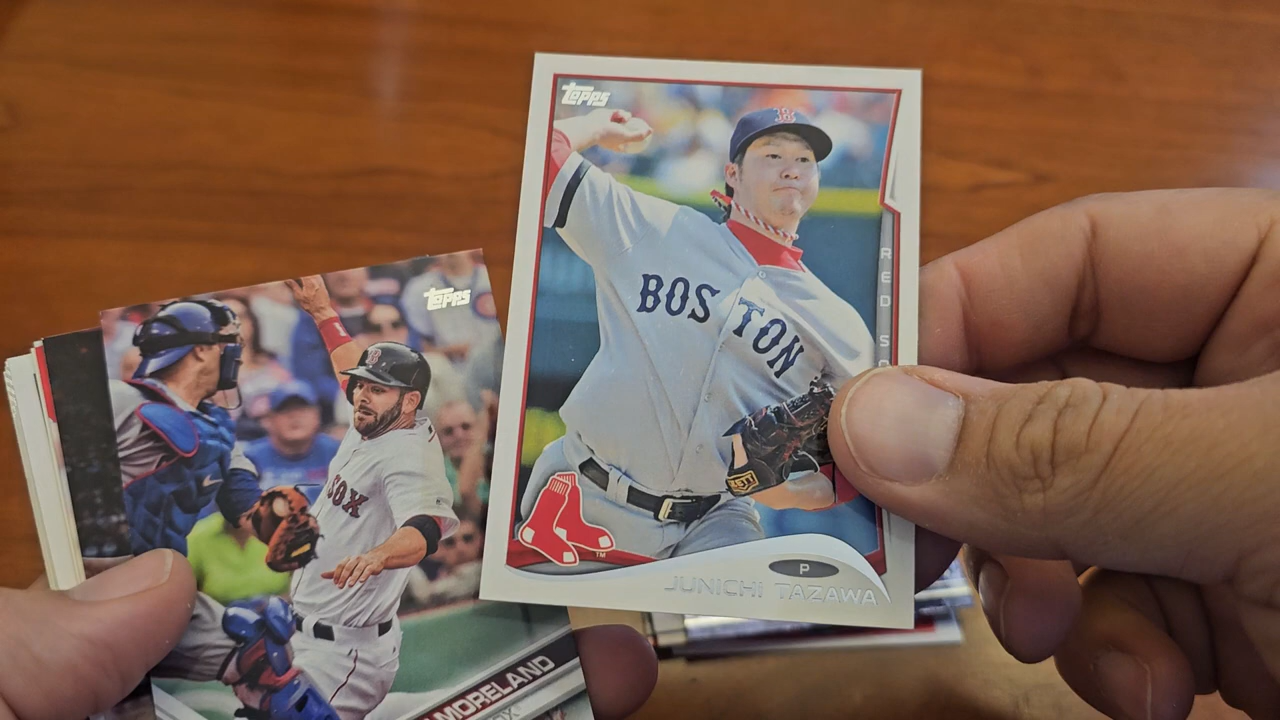 Topps
BOSTON
RED S
P
JUNICHI TAZAWA
Topps
SOX
MORELAND